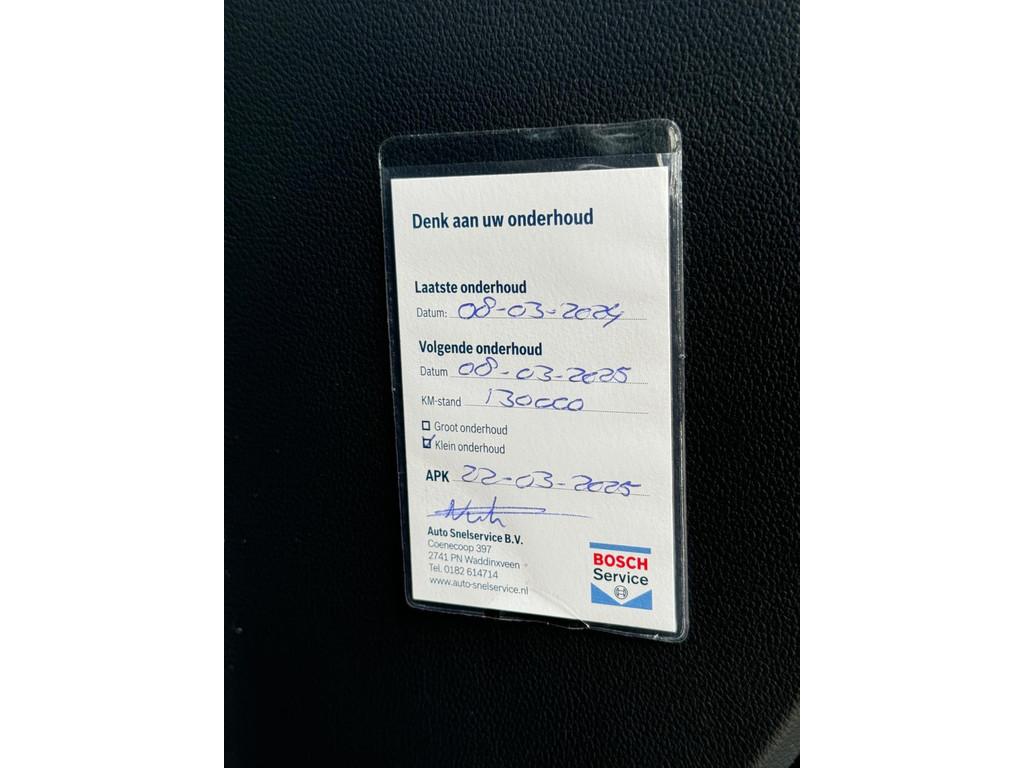 Denk aan uw onderhoud
Laatste onderhoud
Datum: 08-03-2024
Volgende onderhoud
Datum 08-03-2025
KM-stand 130000
Groot onderhoud
Klein onderhoud
APK 22-03-2025
Auto Snelservice B.V.
Coenecoop 397
2741 PN Waddinxveen
Tel. 0182 614714
www.auto-snelservice.nl
BOSCH
Service